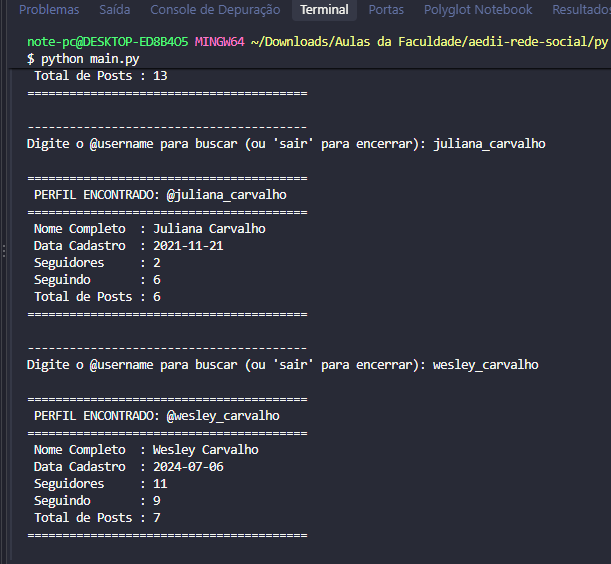 Problemas Saída Console de Depuração Terminal Portas Polyglot Notebook Resultados
note-pc@DESKTOP-ED8B4O5 MINGW64 ~/Downloads/Aulas da Faculdade/aedii-rede-social/py
$ python main.py
Total de Posts : 13
========================================
----------------------------------------
Digite o @username para buscar (ou 'sair' para encerrar): juliana_carvalho
========================================
PERFIL ENCONTRADO: @juliana_carvalho
========================================
Nome Completo  : Juliana Carvalho
Data Cadastro  : 2021-11-21
Seguidores     : 2
Seguindo       : 6
Total de Posts : 6
========================================
----------------------------------------
Digite o @username para buscar (ou 'sair' para encerrar): wesley_carvalho
========================================
PERFIL ENCONTRADO: @wesley_carvalho
========================================
Nome Completo  : Wesley Carvalho
Data Cadastro  : 2024-07-06
Seguidores     : 11
Seguindo       : 9
Total de Posts : 7
========================================